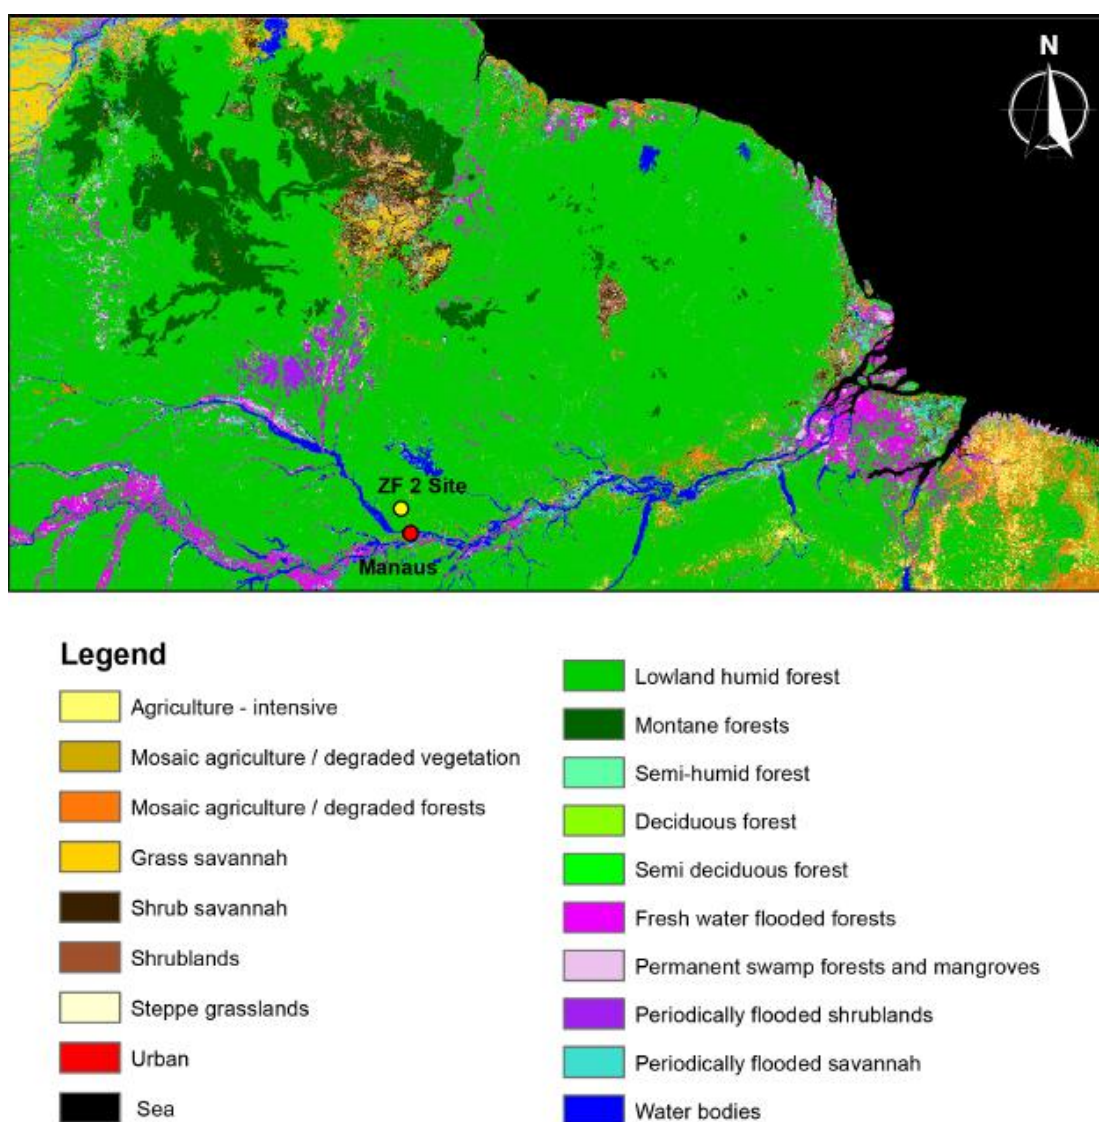 N
ZF 2 Site
Manaus
Legend
Agriculture - intensive
Mosaic agriculture / degraded vegetation
Mosaic agriculture / degraded forests
Grass savannah
Shrub savannah
Shrublands
Steppe grasslands
Urban
Sea
Lowland humid forest
Montane forests
Semi-humid forest
Deciduous forest
Semi deciduous forest
Fresh water flooded forests
Permanent swamp forests and mangroves
Periodically flooded shrublands
Periodically flooded savannah
Water bodies